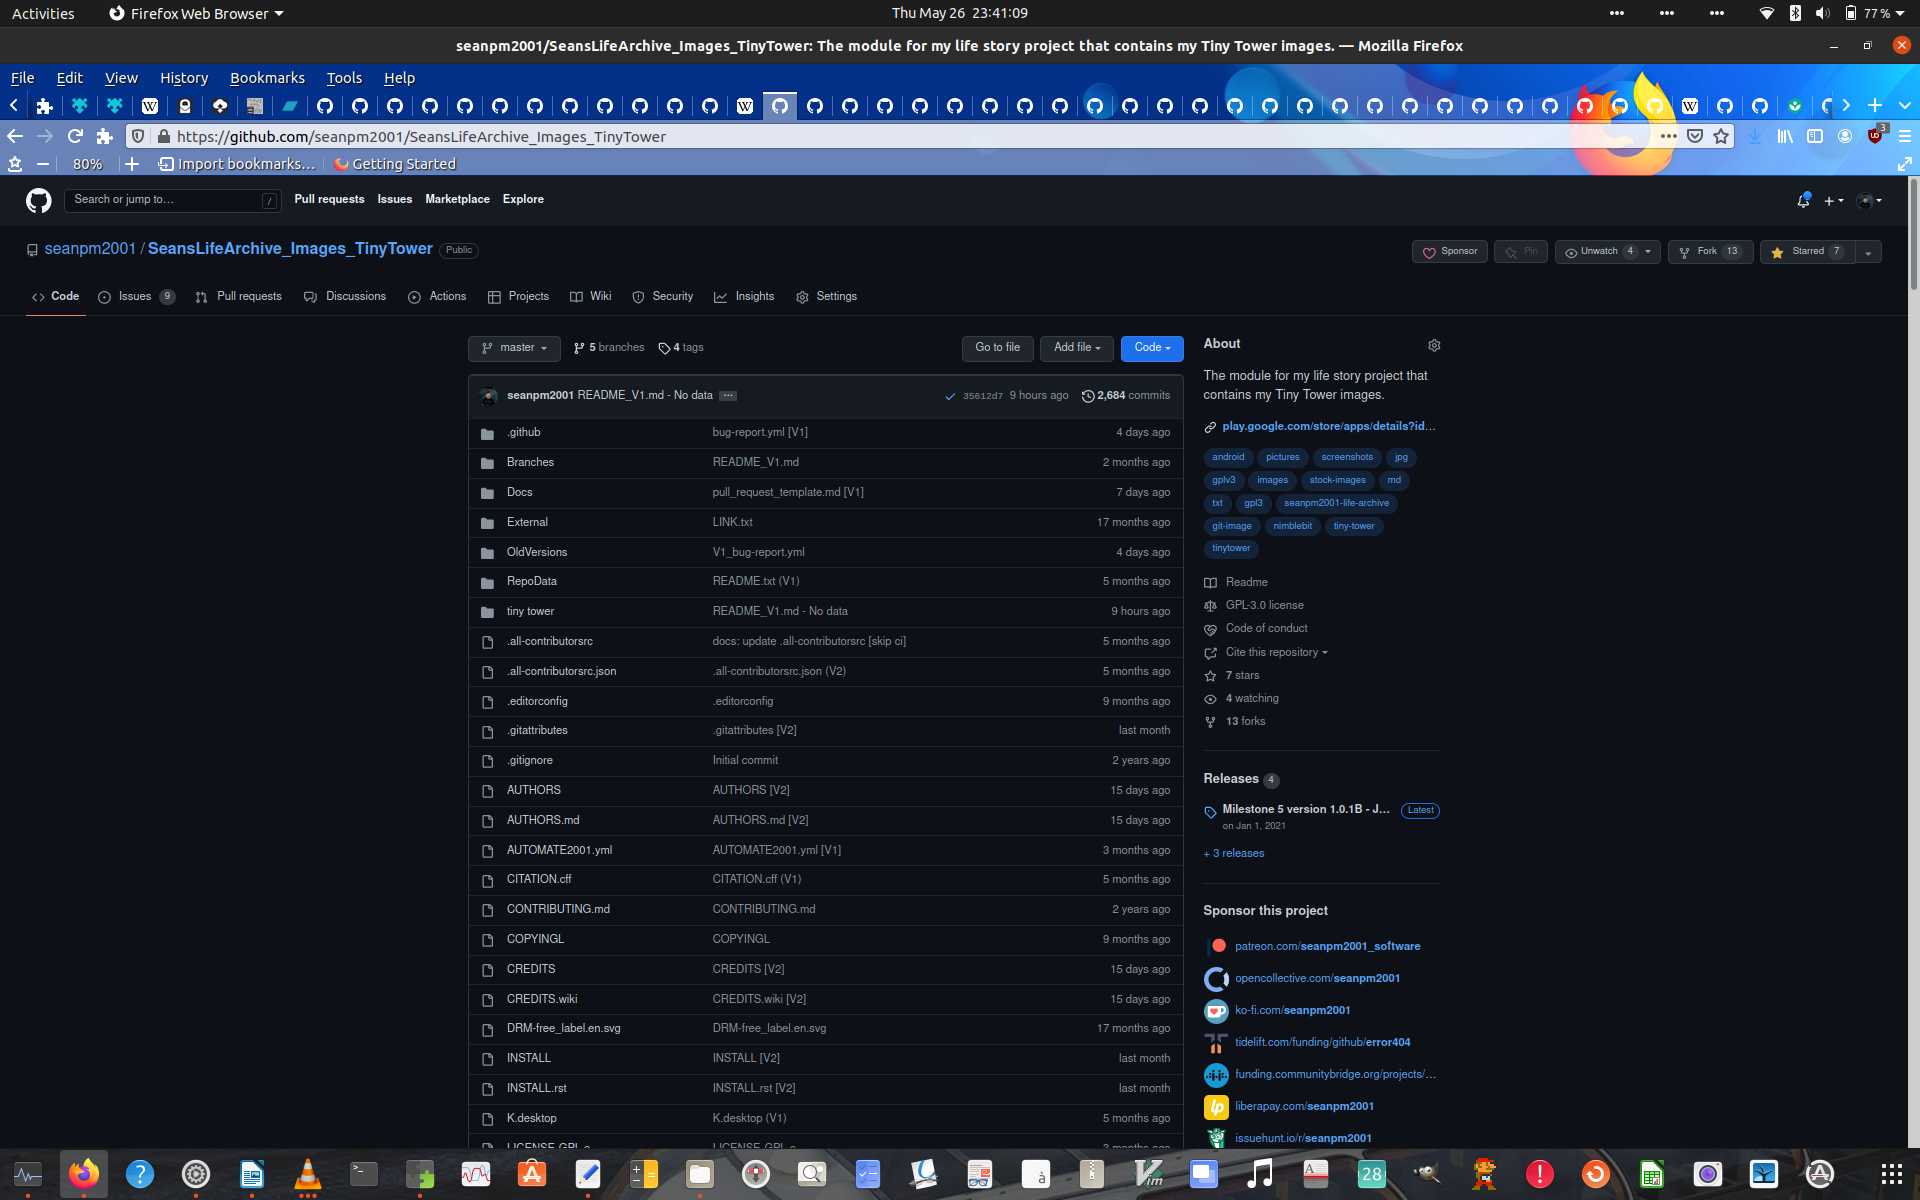 Activities Firefox Web Browser Thu May 26 23:41:09 77 %
seanpm2001/SeansLifeArchive_Images_TinyTower: The module for my life story project that contains my Tiny Tower images. — Mozilla Firefox
File Edit View History Bookmarks Tools Help
https://github.com/seanpm2001/SeansLifeArchive_Images_TinyTower 3
80% Import bookmarks… Getting Started
Search or jump to… / Pull requests Issues Marketplace Explore
seanpm2001 / SeansLifeArchive_Images_TinyTower Public Sponsor Pin Unwatch 4 Fork 13 Starred 7
Code Issues 9 Pull requests Discussions Actions Projects Wiki Security Insights Settings
master 5 branches 4 tags Go to file Add file Code
seanpm2001 README_V1.md - No data … 35612d7 9 hours ago 2,684 commits
.github bug-report.yml [V1] 4 days ago
Branches README_V1.md 2 months ago
Docs pull_request_template.md [V1] 7 days ago
External LINK.txt 17 months ago
OldVersions V1_bug-report.yml 4 days ago
RepoData README.txt (V1) 5 months ago
tiny tower README_V1.md - No data 9 hours ago
.all-contributorsrc docs: update .all-contributorsrc [skip ci] 5 months ago
.all-contributorsrc.json .all-contributorsrc.json (V2) 5 months ago
.editorconfig .editorconfig 9 months ago
.gitattributes .gitattributes [V2] last month
.gitignore Initial commit 2 years ago
AUTHORS AUTHORS [V2] 15 days ago
AUTHORS.md AUTHORS.md [V2] 15 days ago
AUTOMATE2001.yml AUTOMATE2001.yml [V1] 3 months ago
CITATION.cff CITATION.cff (V1) 5 months ago
CONTRIBUTING.md CONTRIBUTING.md 2 years ago
COPYINGL COPYINGL 9 months ago
CREDITS CREDITS [V2] 15 days ago
CREDITS.wiki CREDITS.wiki [V2] 15 days ago
DRM-free_label.en.svg DRM-free_label.en.svg 17 months ago
INSTALL INSTALL [V2] last month
INSTALL.rst INSTALL.rst [V2] last month
K.desktop K.desktop (V1) 5 months ago
About
The module for my life story project that
contains my Tiny Tower images.
play.google.com/store/apps/details?id…
android pictures screenshots jpg
gplv3 images stock-images md
txt gpl3 seanpm2001-life-archive
git-image nimblebit tiny-tower
tinytower
Readme
GPL-3.0 license
Code of conduct
Cite this repository
7 stars
4 watching
13 forks
Releases 4
Milestone 5 version 1.0.1B - J… Latest
on Jan 1, 2021
+ 3 releases
Sponsor this project
patreon.com/seanpm2001_software
opencollective.com/seanpm2001
ko-fi.com/seanpm2001
tidelift.com/funding/github/error404
funding.communitybridge.org/projects/…
liberapay.com/seanpm2001
issuehunt.io/r/seanpm2001
28